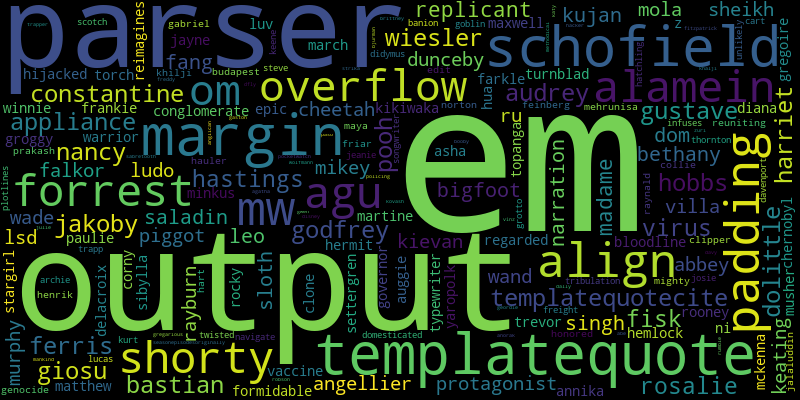 parser
em
output
templatequote
schofield
alamein
overflow
margin
om
padding
align
forrest
agu
mw
shorty
replicant
wiesler
constantine
appliance
nancy
hastings
jakoby
ferris
giosu
bastian
godfrey
templatequotecite
rosalie
dolittle
keating
harriet
gustave
audrey
hobbs
virus
fisk
singh
pooh
bigfoot
kievan
angellier
protagonist
saladin
piggot
rayburn
murphy
falkor
ludo
cheetah
dunceby
kujan
mola
sheikh
luv
march
maxwell
jayne
fang
hijacked
torch
reimagines
gabriel
scotch
conglomerate
epic
kikiwaka
farkle
turnblad
hua
ru
dom
bethany
madame
narration
topanga
asha
regarded
villa
abbey
wand
trevor
hemlock
ni
rooney
mckenna
jalaluddin
musher
chernobyl
bloodline
clipper
josie
mighty
yaropolk
typewriter
settergren
governor
auggie
hermit
martine
mikey
maya
friar
minkus
leo
rocky
hart
clone
sloth
vaccine
formidable
annika
freight
tribulation
domesticated
navigate
twisted
kurt
lucas
matthew
genocide
henrik
archie
trapp
delacroix
corny
sibylla
paulie
wade
lsd
stargirl
plotlines
prakash
groggy
warrior
frankie
winnie
hauler
khilji
budapest
steve
didymus
goblin
banion
edit
songwriter
norton
feinberg
mehrunisa
infuses
reuniting
thornton
diana
gregoire
unlikely
cart
hatchling
collie
raynald
davenport
grotto
z